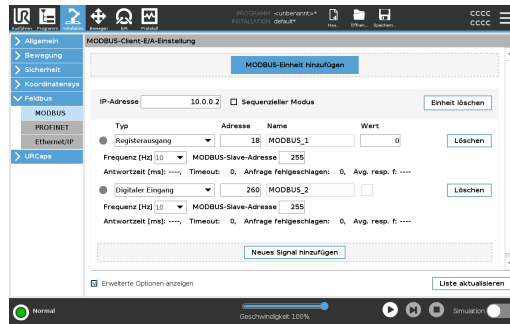 PROGRAMM <unbenannt>*
INSTALLATION default*
CCCC
CCCC
Ausführen Programm Installation Bewegen E/A Protokoll Neu... Öffnen... Speichern...
Allgemein
MODBUS-Client-E/A-Einstellung
Bewegung
Sicherheit
Koordinatensys
Feldbus
MODBUS
PROFINET
Ethernet/IP
URCaps
MODBUS-Einheit hinzufügen
IP-Adresse 10.0.0.2 Sequenzieller Modus Einheit löschen
Typ Adresse Name Wert
Registerausgang 18 MODBUS_1 0 Löschen
Frequenz [Hz] 10 MODBUS-Slave-Adresse 255
Antwortzeit [ms]: ----, Timeout: 0, Anfrage fehlgeschlagen: 0, Avg. resp. f: ----
Digitaler Eingang 260 MODBUS_2 Löschen
Frequenz [Hz] 10 MODBUS-Slave-Adresse 255
Antwortzeit [ms]: ----, Timeout: 0, Anfrage fehlgeschlagen: 0, Avg. resp. f: ----
Neues Signal hinzufügen
Erweiterte Optionen anzeigen Liste aktualisieren
Normal
Geschwindigkeit 100%
Simulation